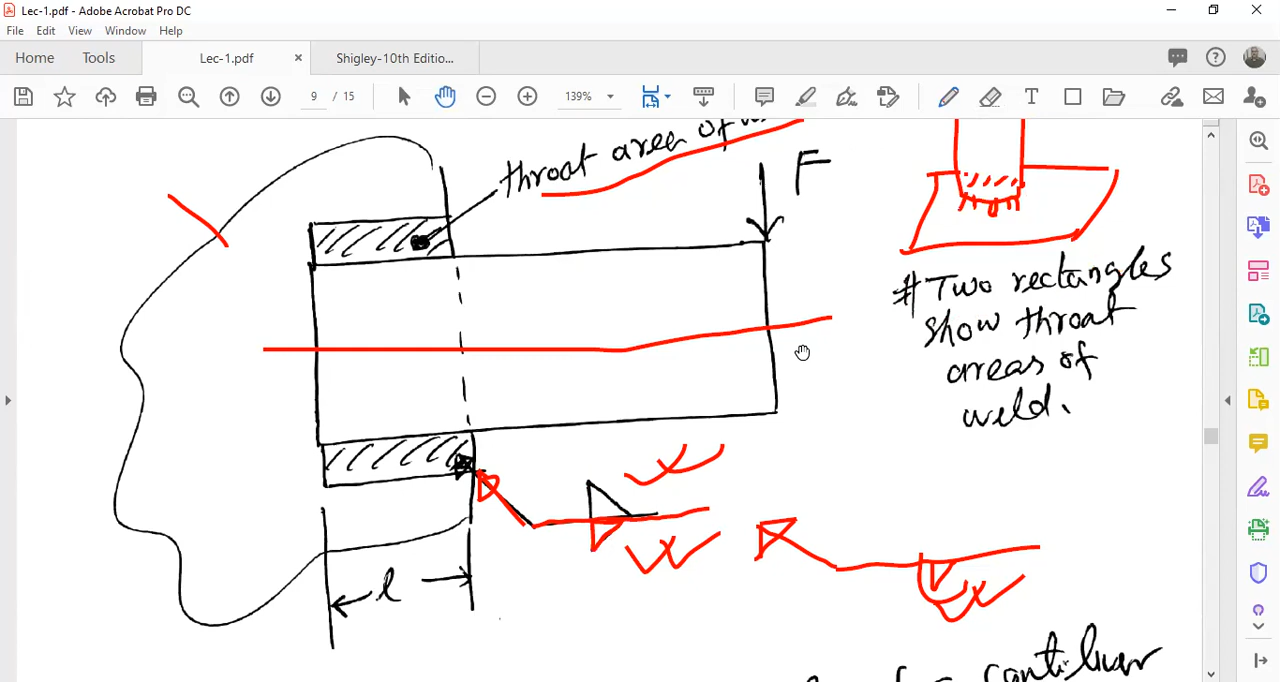 Lec-1.pdf - Adobe Acrobat Pro DC
File Edit View Window Help
Home Tools Lec-1.pdf × Shigley-10th Editio...
9 / 15 139%
throat area of
F
# Two rectangles
show throat
areas of
weld.
l